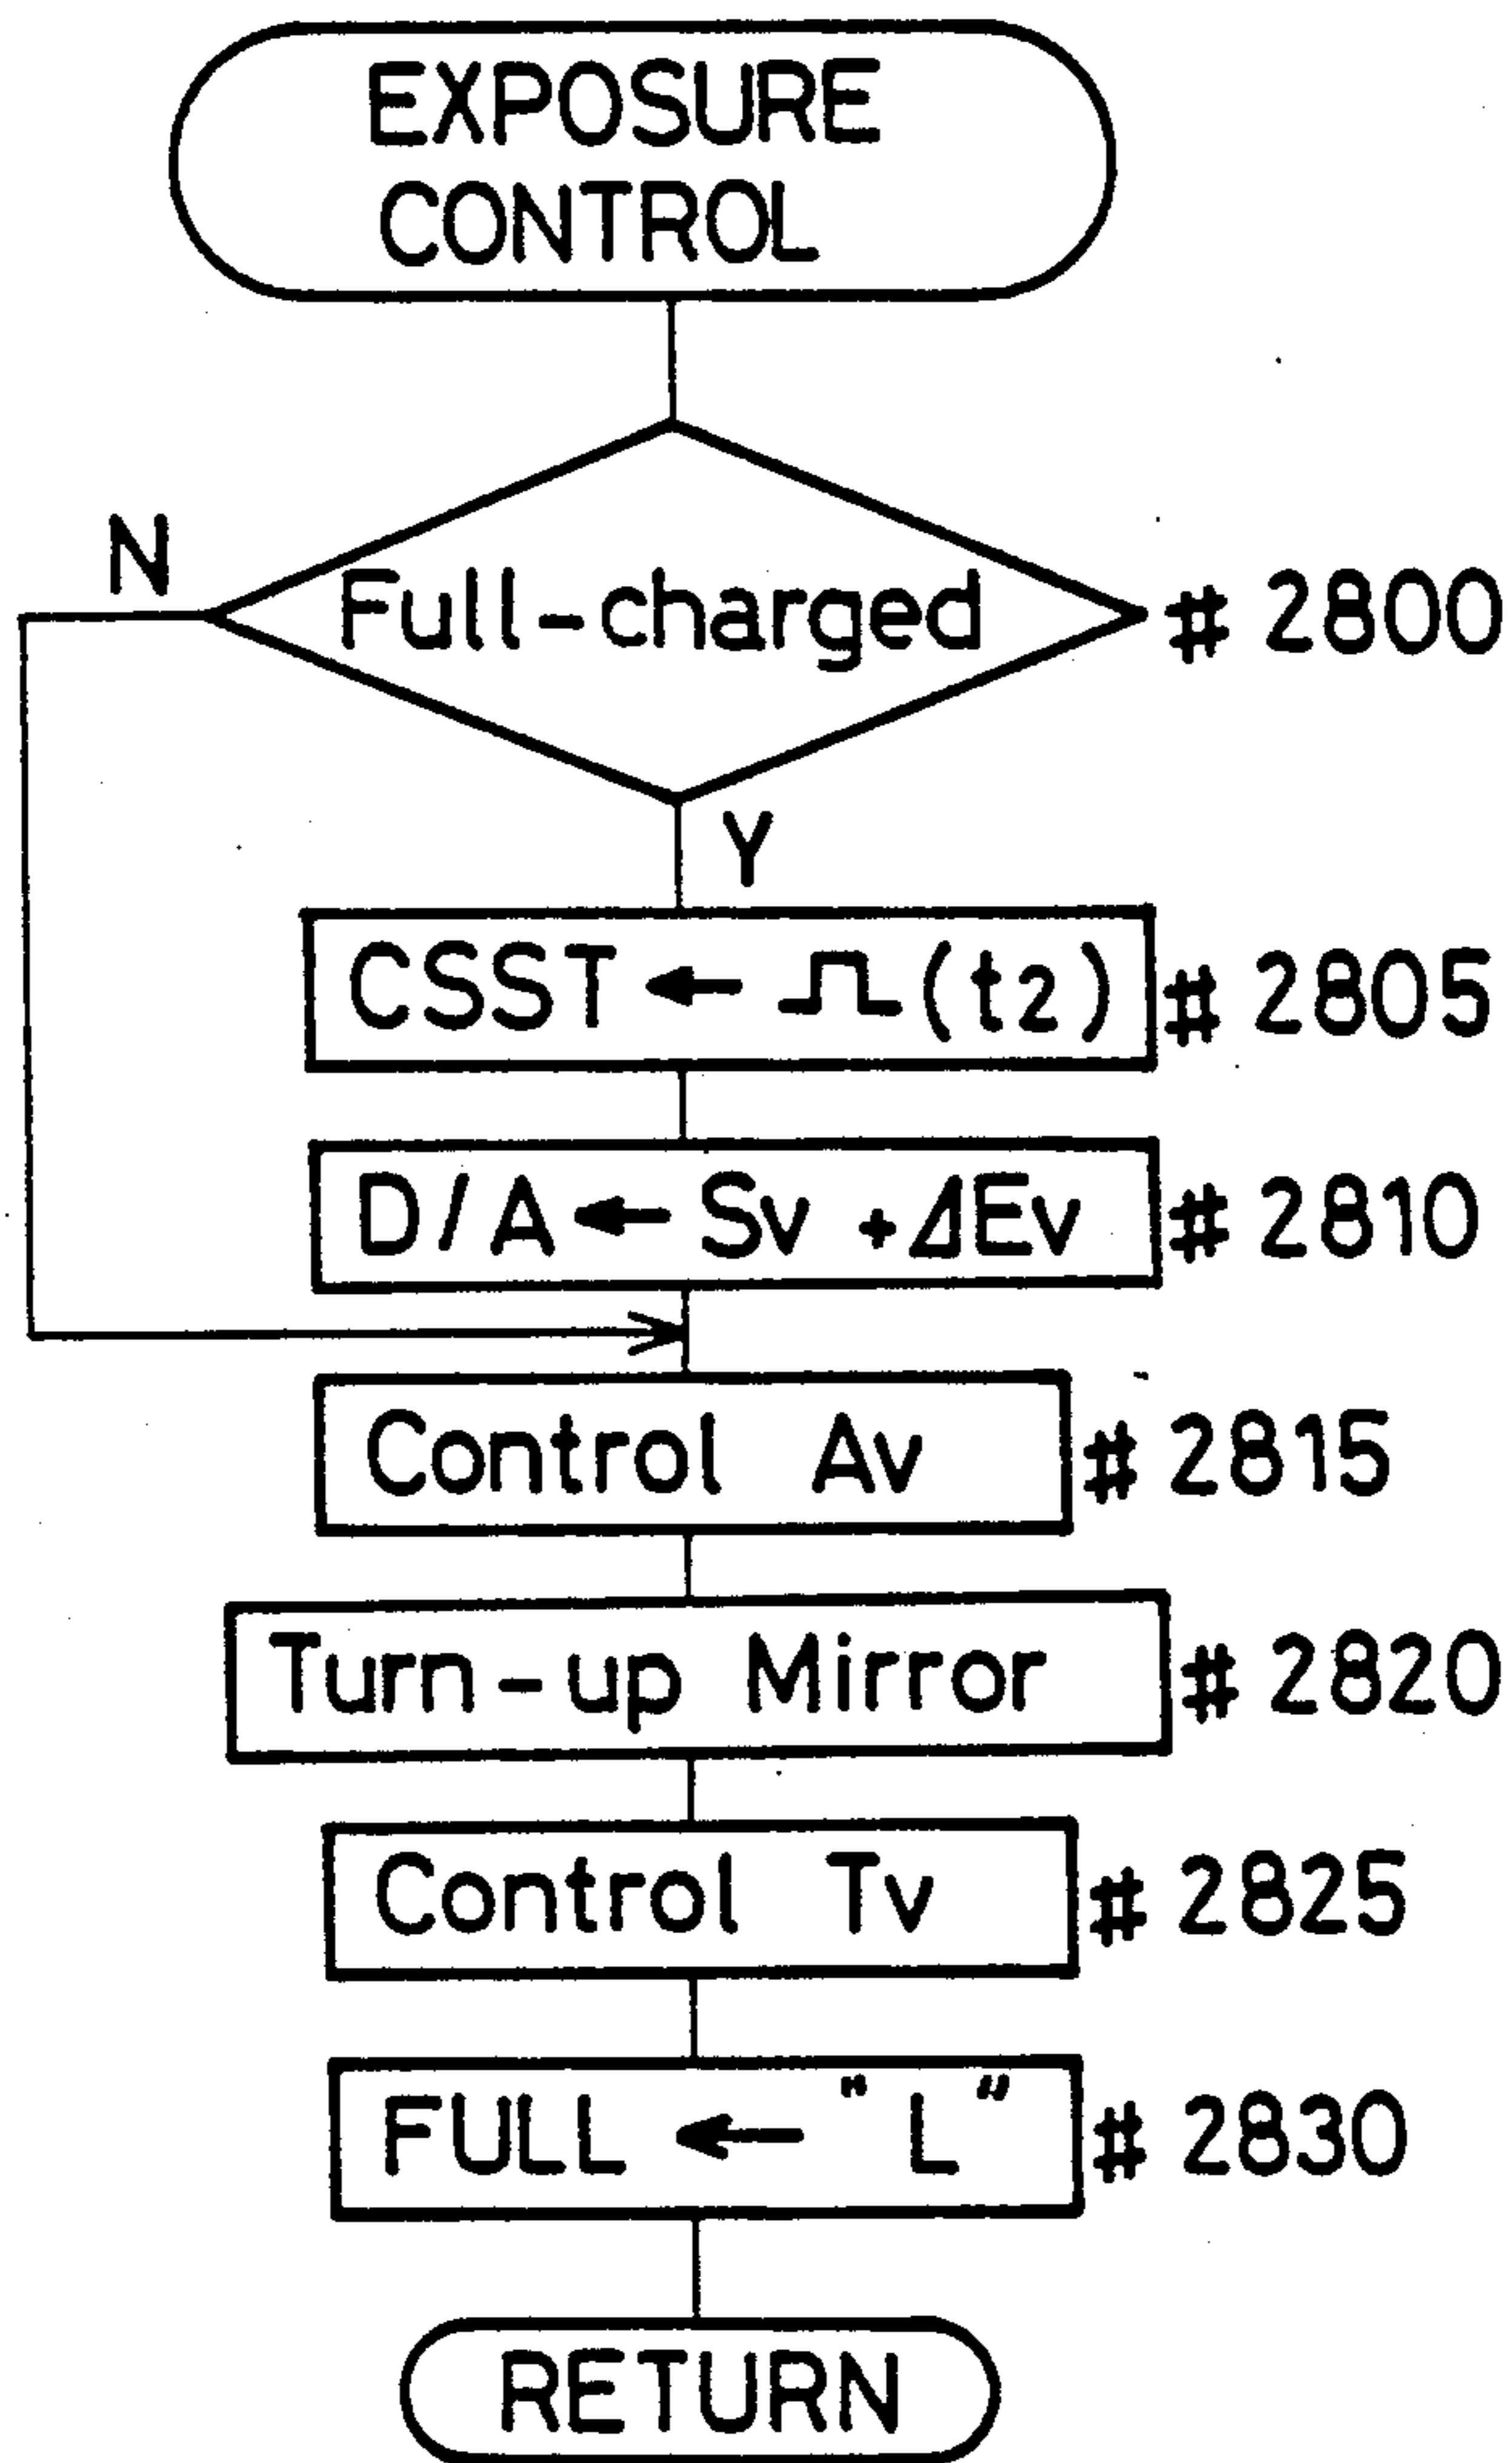 EXPOSURE
CONTROL
N
Full-charged
# 2800
Y
CSST ← ⎍ (t2)
# 2805
D/A ← Sv +ΔEv
# 2810
Control Av
# 2815
Turn-up Mirror
# 2820
Control Tv
# 2825
FULL ← "L"
# 2830
RETURN